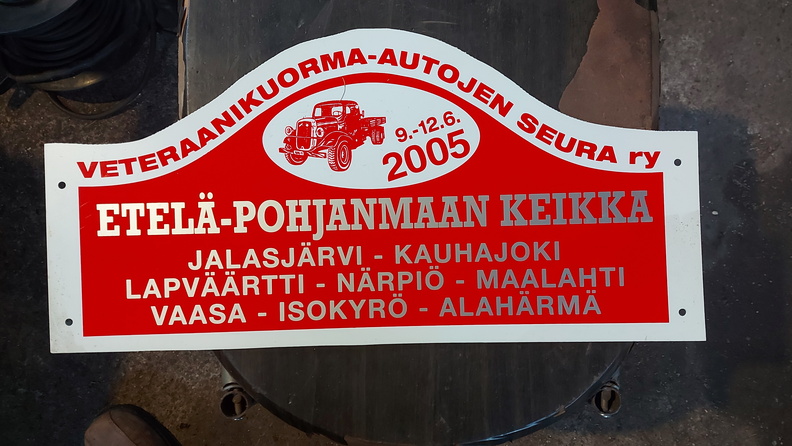 VETERAANIKUORMA-AUTOJEN SEURA ry
9.-12.6.
2005
ETELÄ-POHJANMAAN KEIKKA
JALASJÄRVI - KAUHAJOKI
LAPVÄÄRTTI - NÄRPIÖ - MAALAHTI
VAASA - ISOKYRÖ - ALAHÄRMÄ